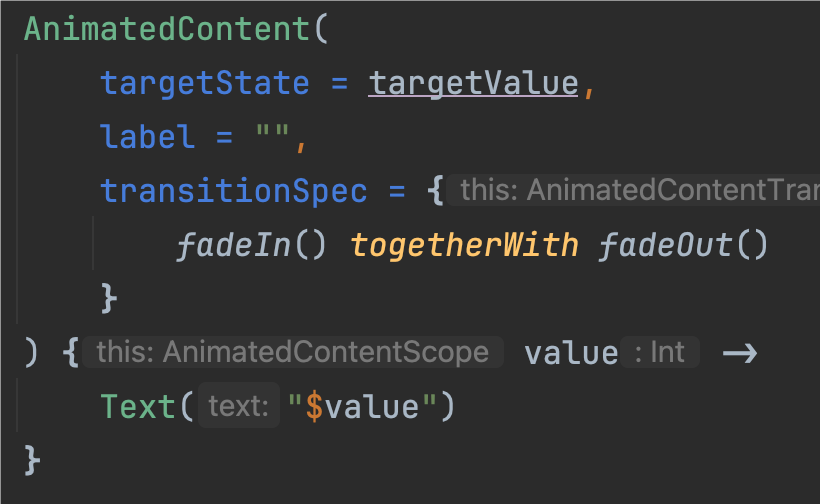 AnimatedContent(
targetState = targetValue,
label = "",
transitionSpec = { this: AnimatedContentTran
fadeIn() togetherWith fadeOut()
}
) { this: AnimatedContentScope value : Int ->
Text( text: "$value")
}